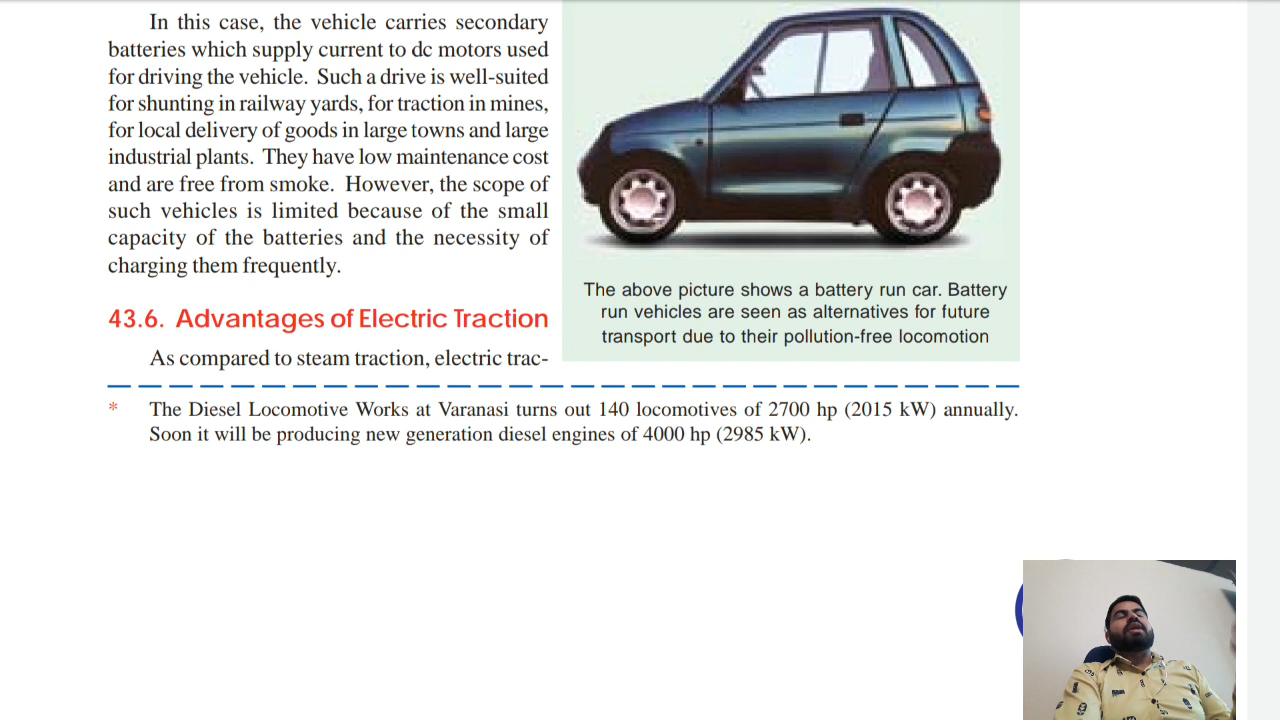 In this case, the vehicle carries secondary
batteries which supply current to dc motors used
for driving the vehicle. Such a drive is well-suited
for shunting in railway yards, for traction in mines,
for local delivery of goods in large towns and large
industrial plants. They have low maintenance cost
and are free from smoke. However, the scope of
such vehicles is limited because of the small
capacity of the batteries and the necessity of
charging them frequently.
The above picture shows a battery run car. Battery
run vehicles are seen as alternatives for future
transport due to their pollution-free locomotion
43.6. Advantages of Electric Traction
As compared to steam traction, electric trac-
* The Diesel Locomotive Works at Varanasi turns out 140 locomotives of 2700 hp (2015 kW) annually.
Soon it will be producing new generation diesel engines of 4000 hp (2985 kW).